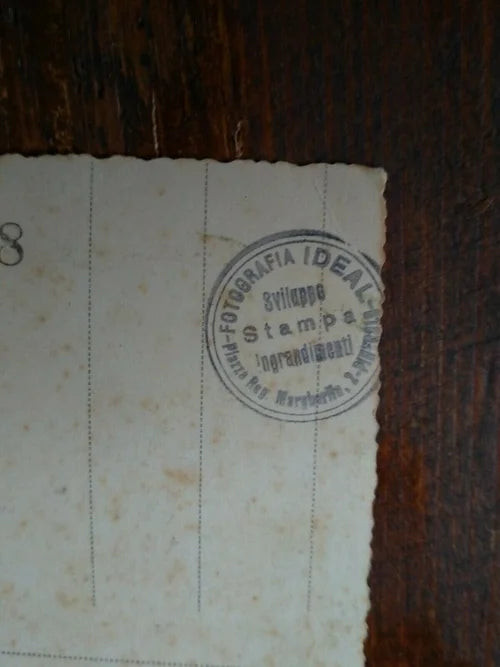 8
FOTOGRAFIA IDEAL
Sviluppo
Stampa
Ingrandimenti
Piazza Reg. Margherita, 2